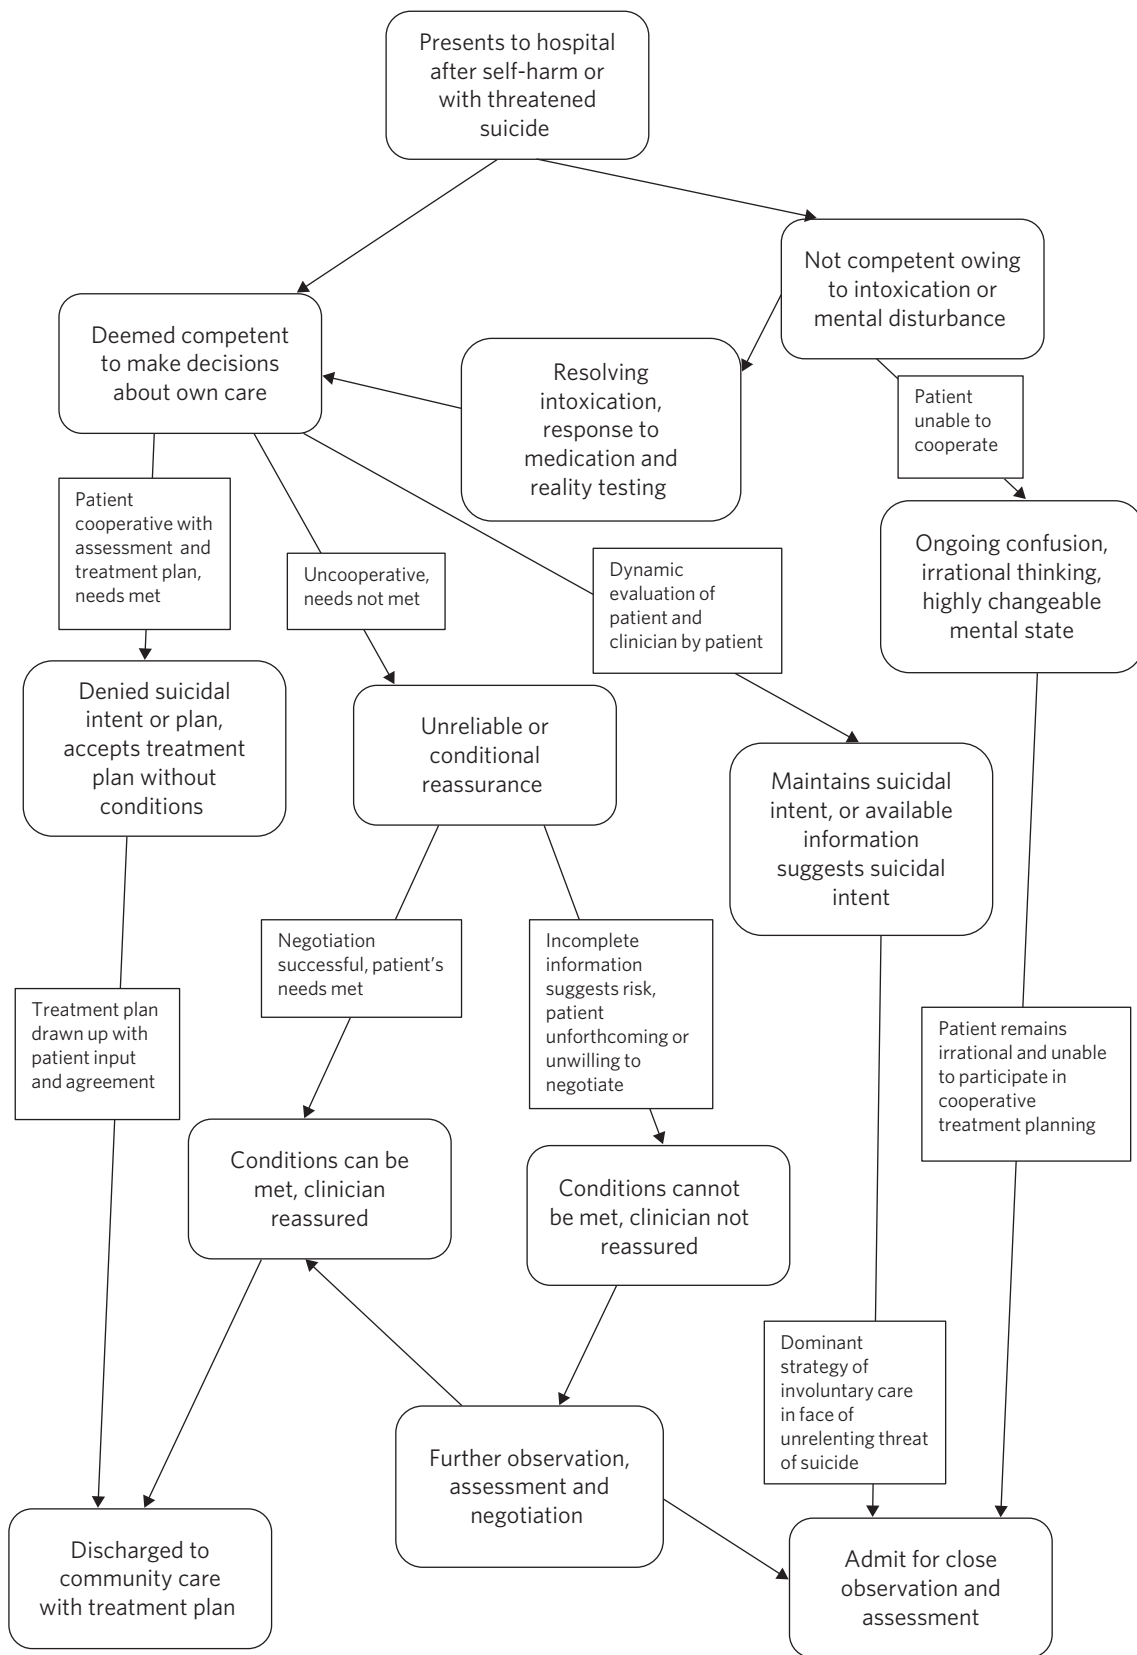 Presents to hospital
after self-harm or
with threatened
suicide
Not competent owing
to intoxication or
mental disturbance
Deemed competent
to make decisions
about own care
Resolving
intoxication,
response to
medication and
reality testing
Patient
unable to
cooperate
Patient
cooperative with
assessment and
treatment plan,
needs met
Uncooperative,
needs not met
Dynamic
evaluation of
patient and
clinician by patient
Ongoing confusion,
irrational thinking,
highly changeable
mental state
Denied suicidal
intent or plan,
accepts treatment
plan without
conditions
Unreliable or
conditional
reassurance
Maintains suicidal
intent, or available
information
suggests suicidal
intent
Negotiation
successful, patient’s
needs met
Incomplete
information
suggests risk,
patient
unforthcoming or
unwilling to
negotiate
Treatment plan
drawn up with
patient input
and agreement
Patient remains
irrational and unable
to participate in
cooperative
treatment planning
Conditions can be
met, clinician
reassured
Conditions cannot
be met, clinician not
reassured
Dominant
strategy of
involuntary care
in face of
unrelenting threat
of suicide
Further observation,
assessment and
negotiation
Discharged to
community care
with treatment plan
Admit for close
observation and
assessment